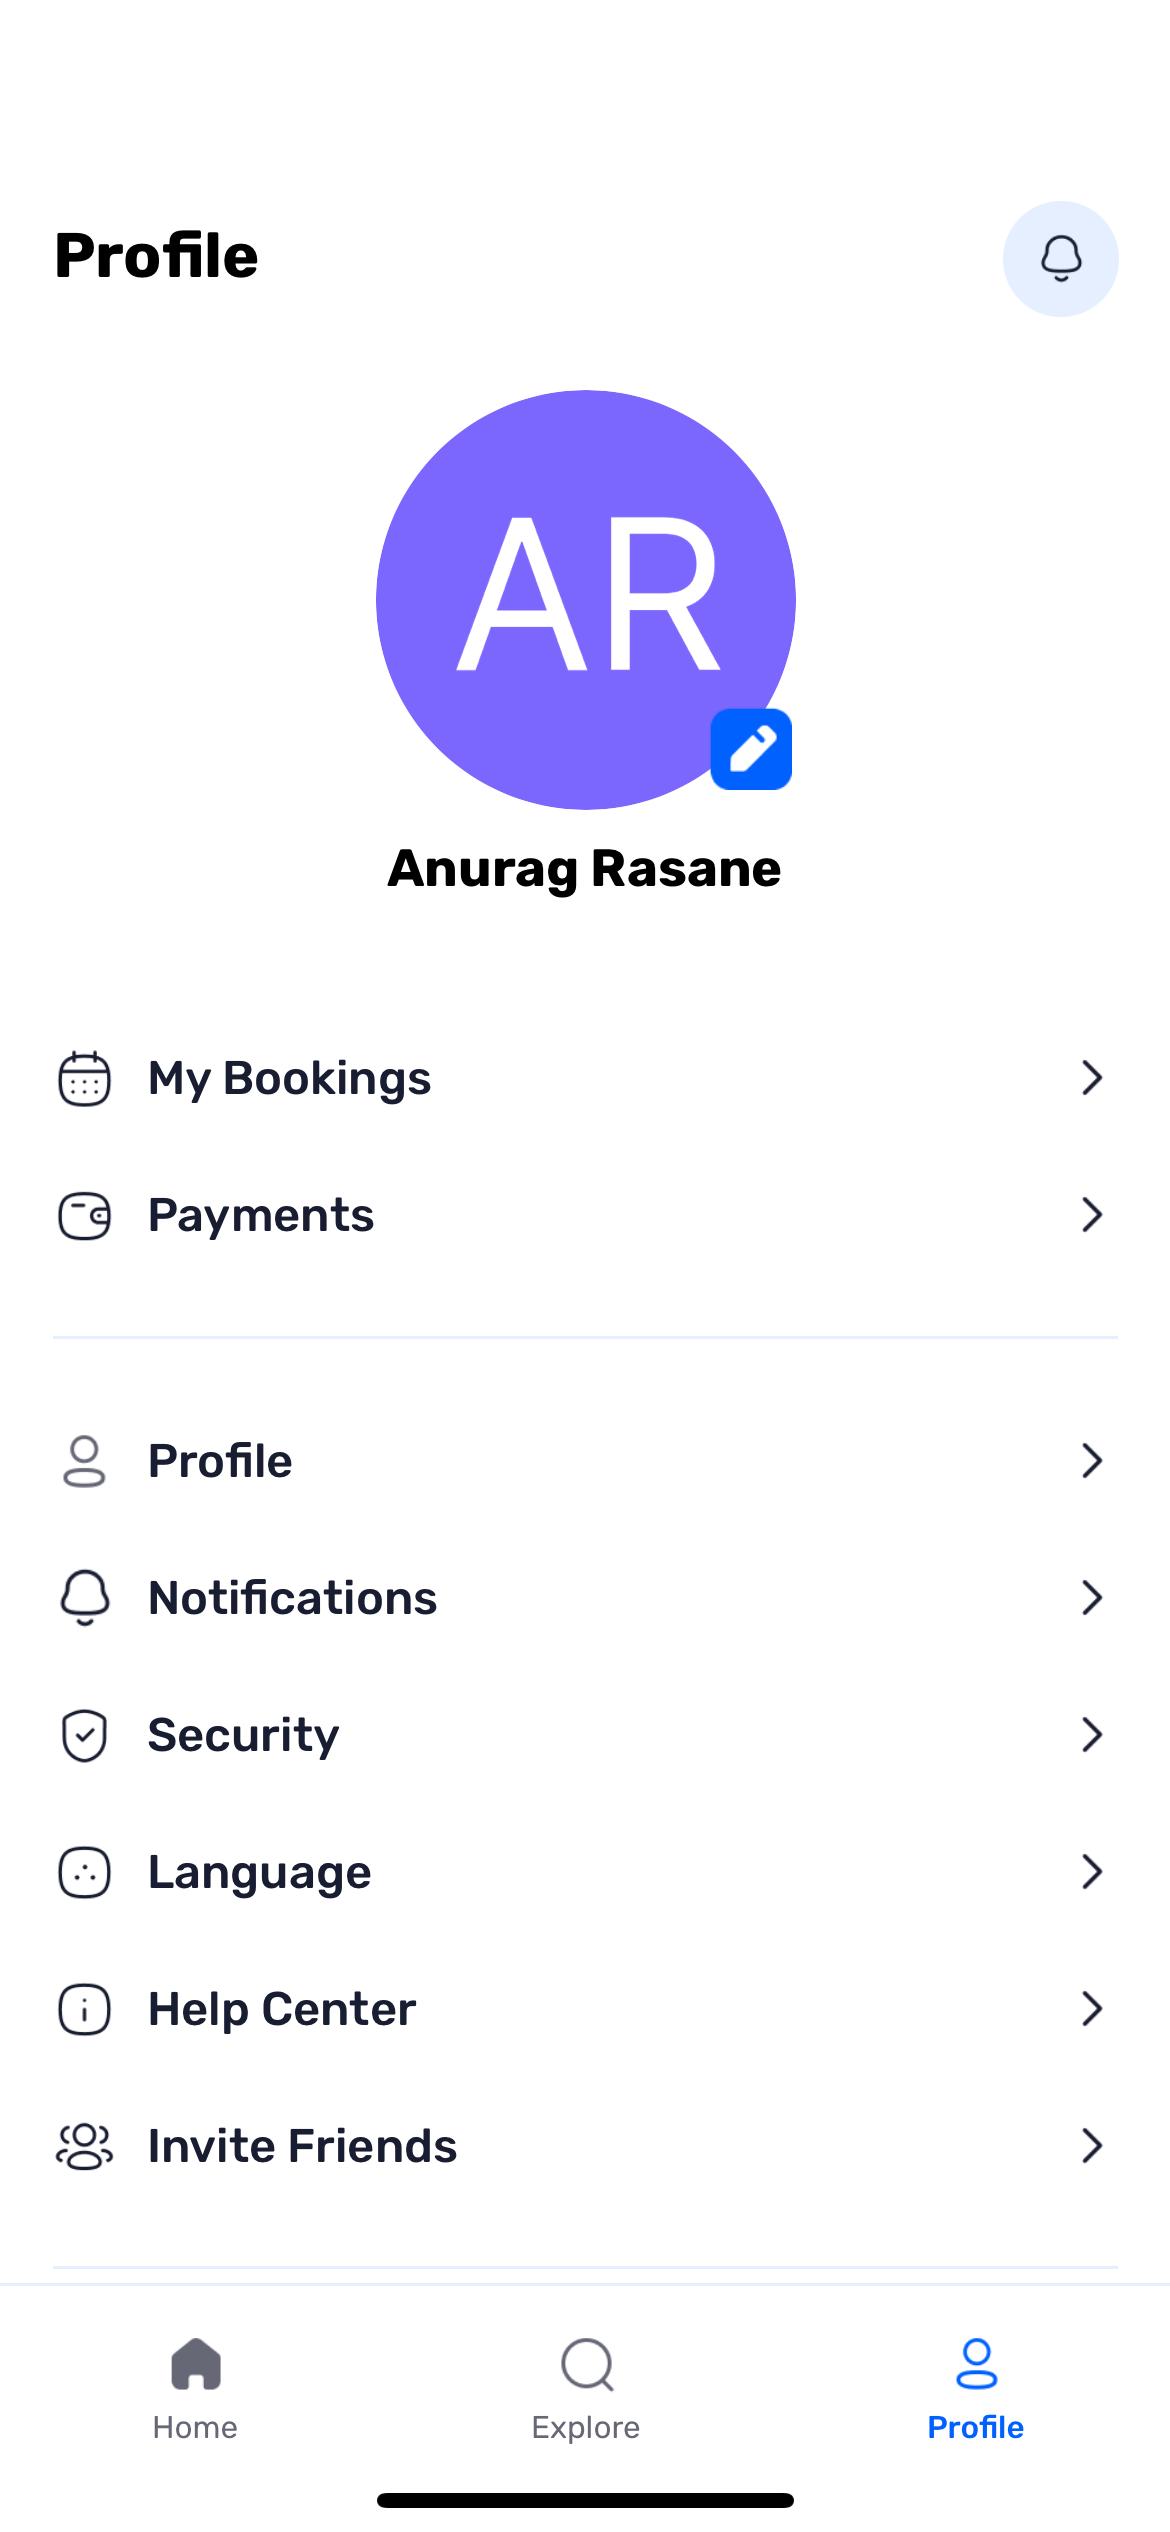 Profile
AR
Anurag Rasane
My Bookings
Payments
Profile
Notifications
Security
Language
Help Center
Invite Friends
Home
Explore
Profile